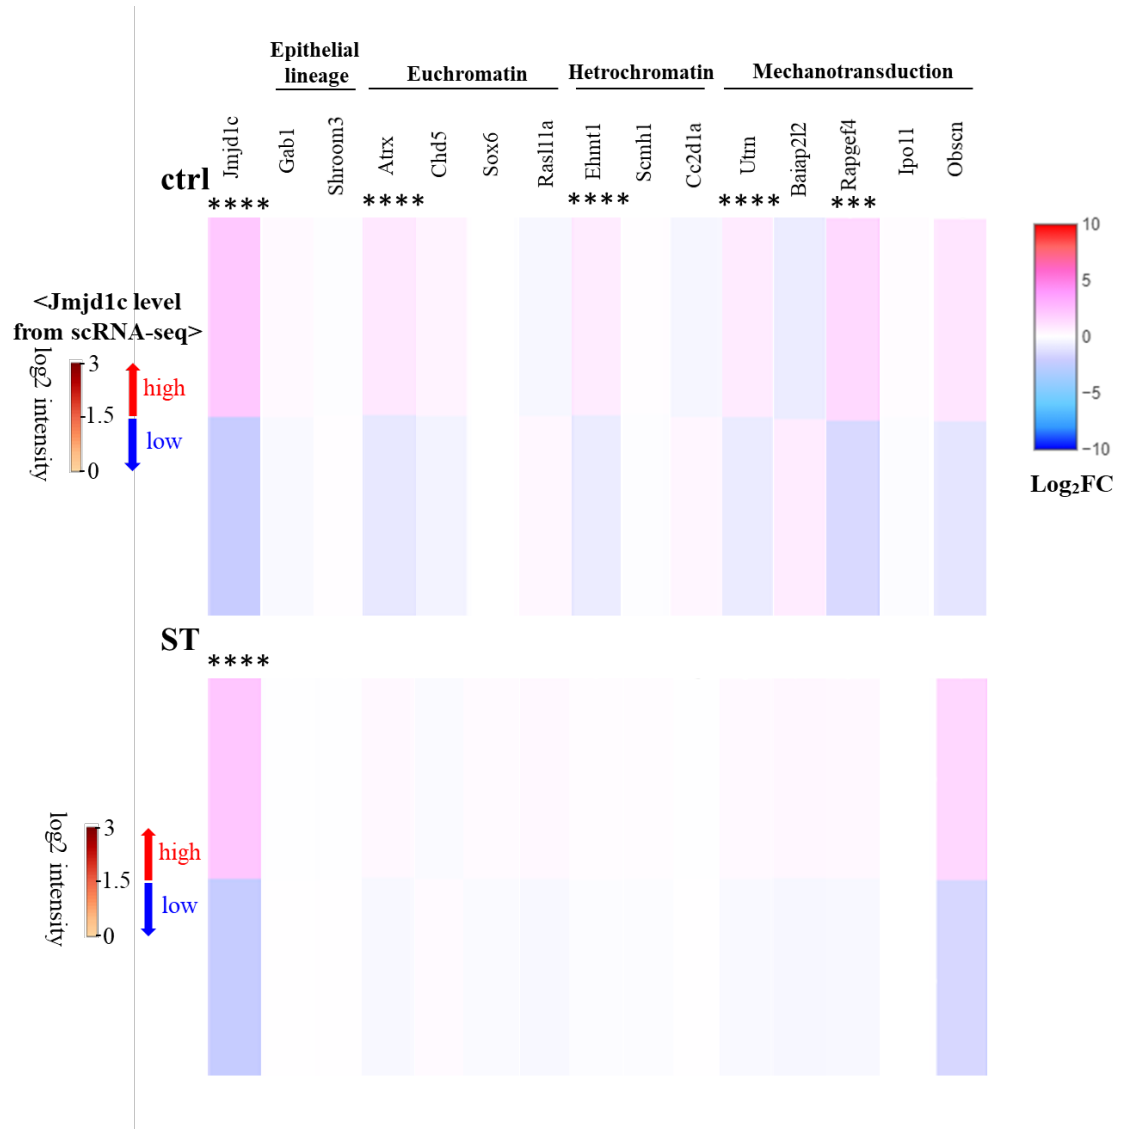 Epithelial
lineage
Euchromatin
Hetrochromatin
Mechanotransduction
Jmjd1c
Gab1
Shroom3
Atrx
Chd5
Sox6
Rasl11a
Ehmt1
Scmh1
Cc2d1a
Utrn
Baiap2l2
Rapgef4
Ipo11
Obscn
ctrl
**** **** **** **** ***
<Jmjd1c level
from scRNA-seq>
log2 intensity
3
1.5
0
high
low
10
5
0
−5
−10
Log₂FC
ST
****
log2 intensity
3
1.5
0
high
low